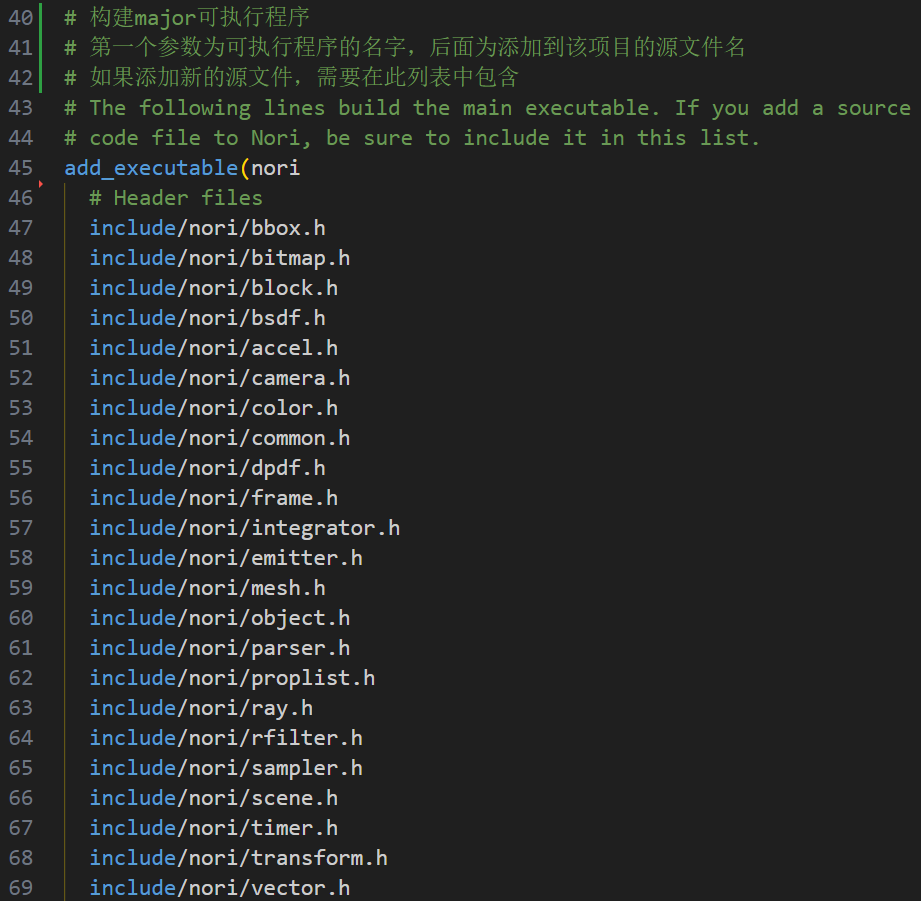 40 # 构建major可执行程序
41 # 第一个参数为可执行程序的名字，后面为添加到该项目的源文件名
42 # 如果添加新的源文件，需要在此列表中包含
43 # The following lines build the main executable. If you add a source
44 # code file to Nori, be sure to include it in this list.
45 add_executable(nori
46   # Header files
47   include/nori/bbox.h
48   include/nori/bitmap.h
49   include/nori/block.h
50   include/nori/bsdf.h
51   include/nori/accel.h
52   include/nori/camera.h
53   include/nori/color.h
54   include/nori/common.h
55   include/nori/dpdf.h
56   include/nori/frame.h
57   include/nori/integrator.h
58   include/nori/emitter.h
59   include/nori/mesh.h
60   include/nori/object.h
61   include/nori/parser.h
62   include/nori/proplist.h
63   include/nori/ray.h
64   include/nori/rfilter.h
65   include/nori/sampler.h
66   include/nori/scene.h
67   include/nori/timer.h
68   include/nori/transform.h
69   include/nori/vector.h